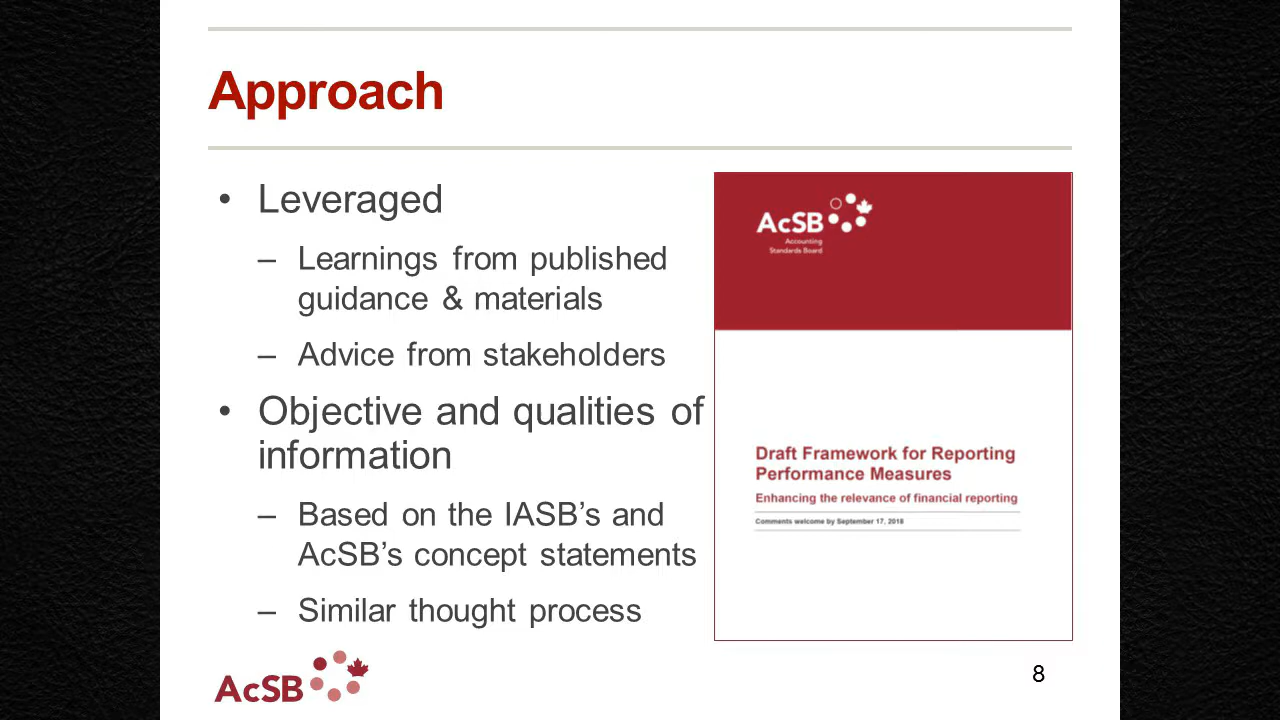 Approach
• Leveraged
– Learnings from published
guidance & materials
– Advice from stakeholders
• Objective and qualities of
information
– Based on the IASB’s and
AcSB’s concept statements
– Similar thought process
AcSB
Accounting
Standards Board
Draft Framework for Reporting
Performance Measures
Enhancing the relevance of financial reporting
Comments welcome by September 17, 2018
AcSB
8